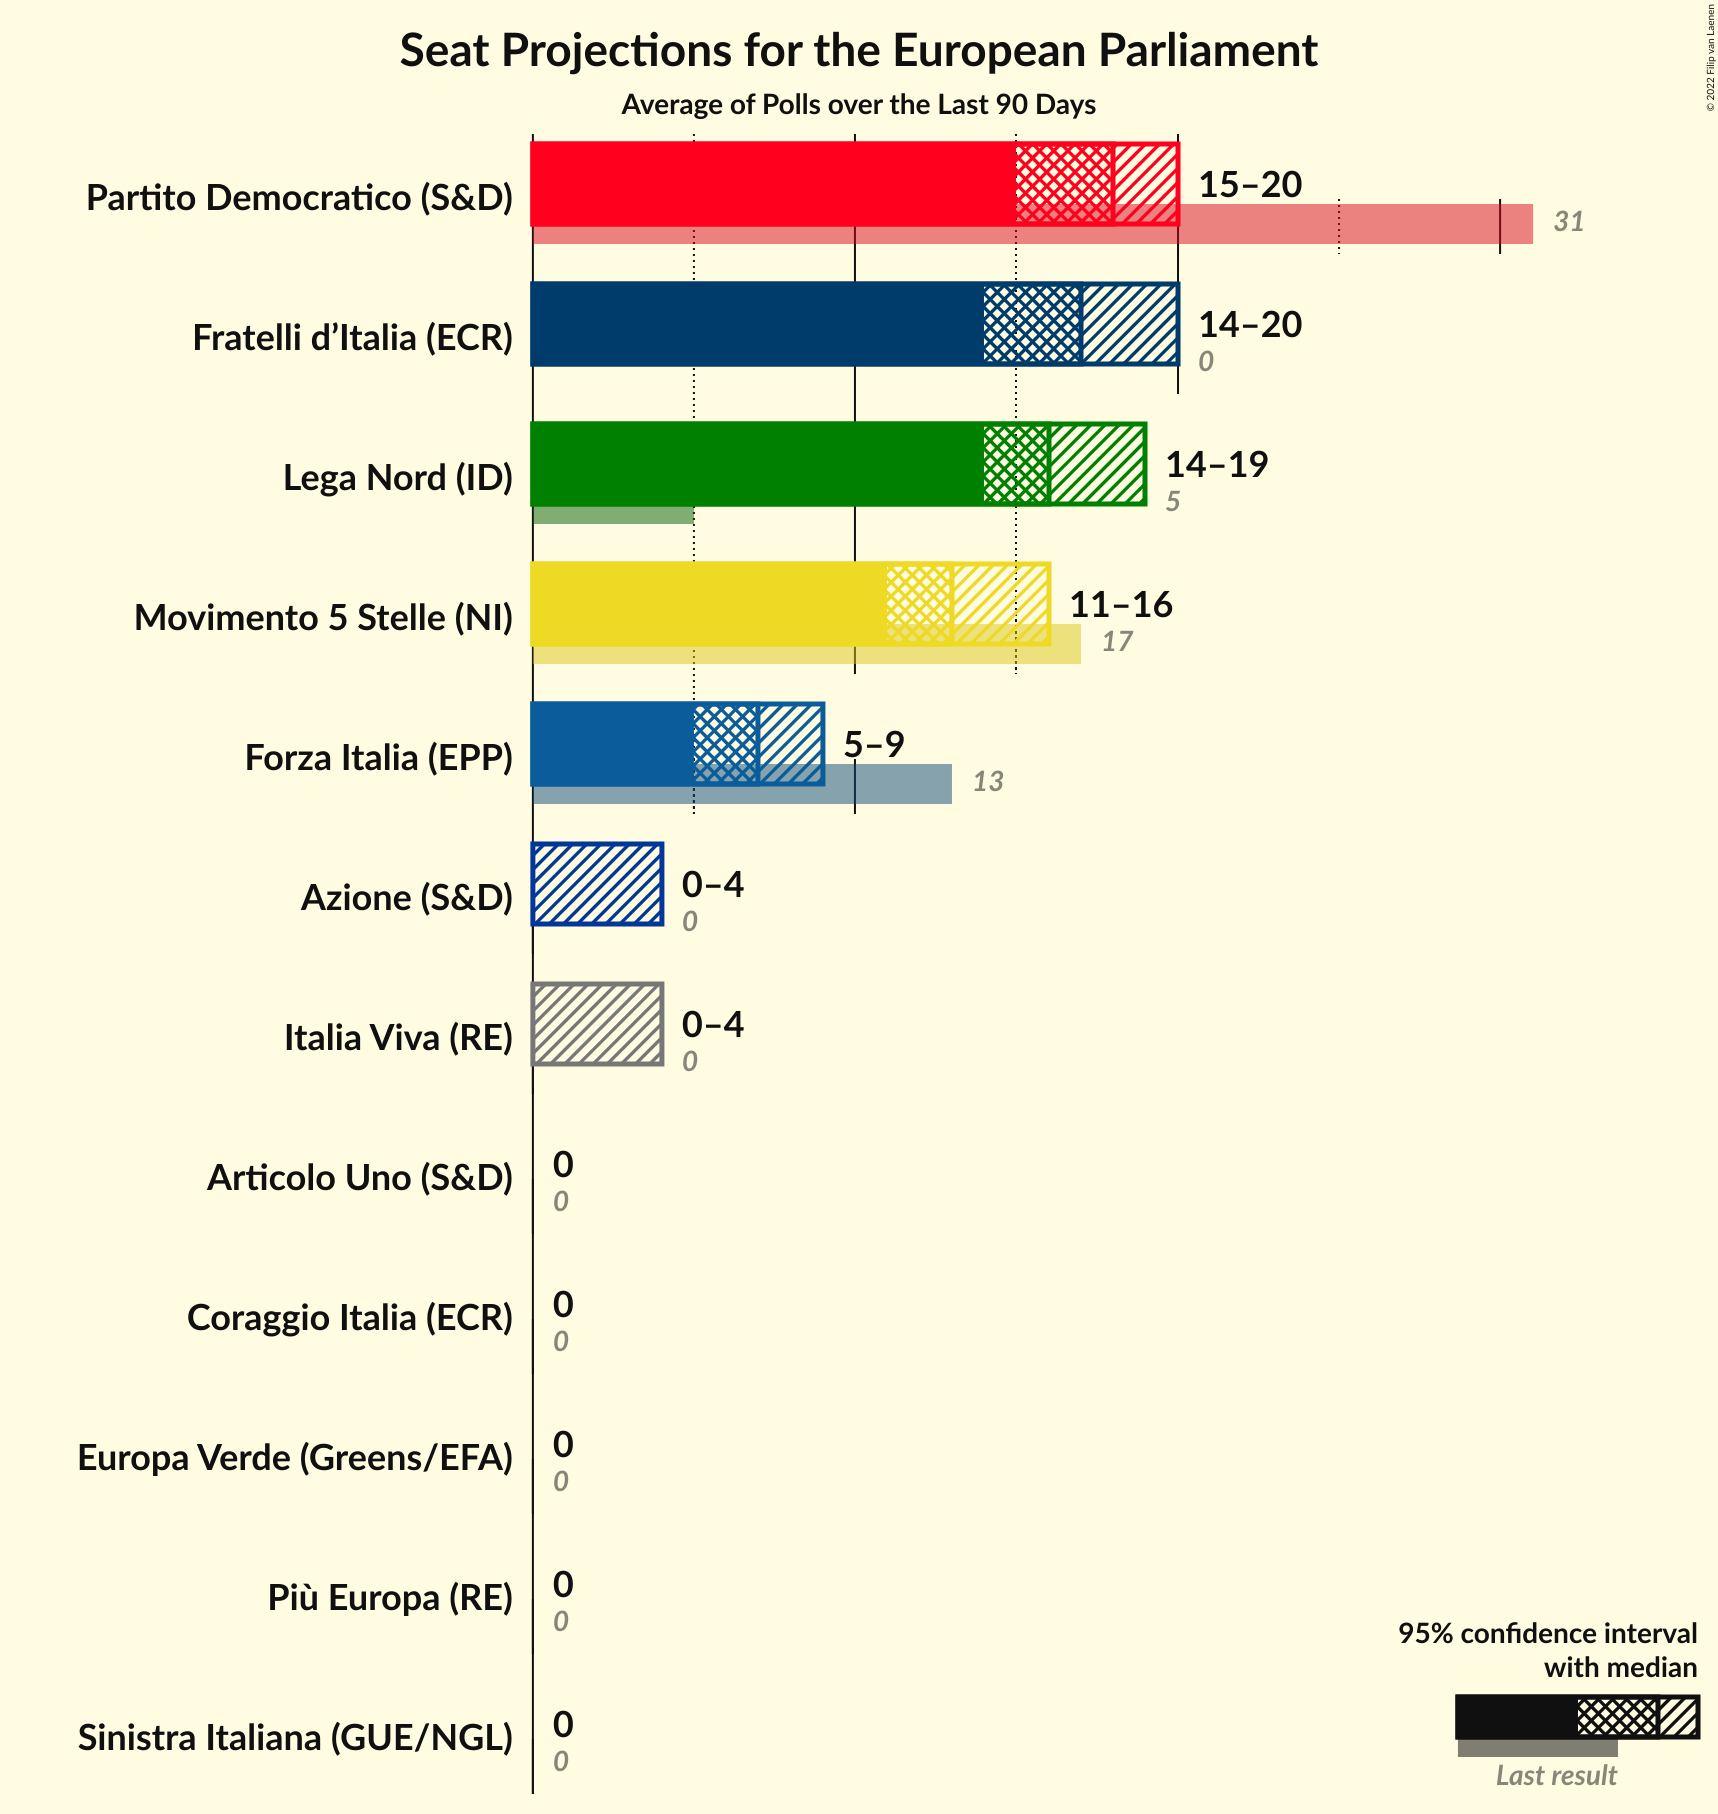 Seat Projections for the European Parliament
Average of Polls over the Last 90 Days
© 2022 Filip van Laenen
Partito Democratico (S&D)
15–20
31
Fratelli d’Italia (ECR)
14–20
0
Lega Nord (ID)
14–19
5
Movimento 5 Stelle (NI)
11–16
17
Forza Italia (EPP)
5–9
13
Azione (S&D)
0–4
0
Italia Viva (RE)
0–4
0
Articolo Uno (S&D)
0
0
Coraggio Italia (ECR)
0
0
Europa Verde (Greens/EFA)
0
0
Più Europa (RE)
0
0
Sinistra Italiana (GUE/NGL)
0
0
95% confidence interval
with median
Last result